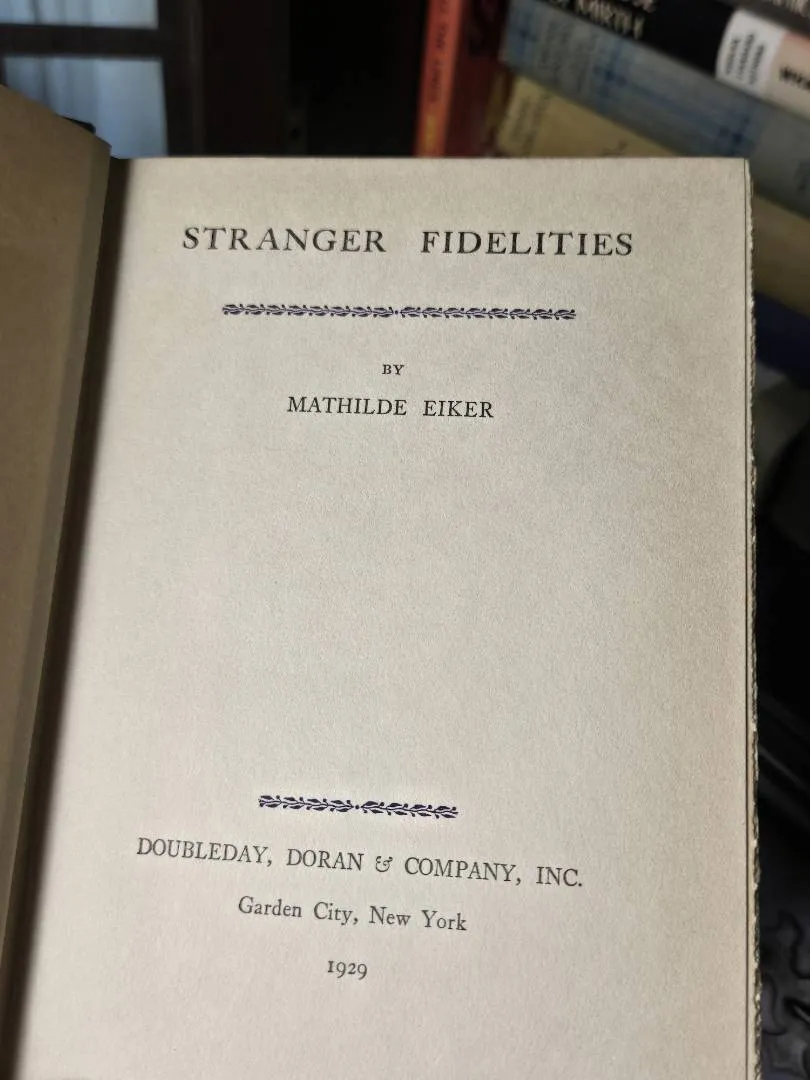 STRANGER FIDELITIES
BY
MATHILDE EIKER
DOUBLEDAY, DORAN & COMPANY, INC.
Garden City, New York
1929